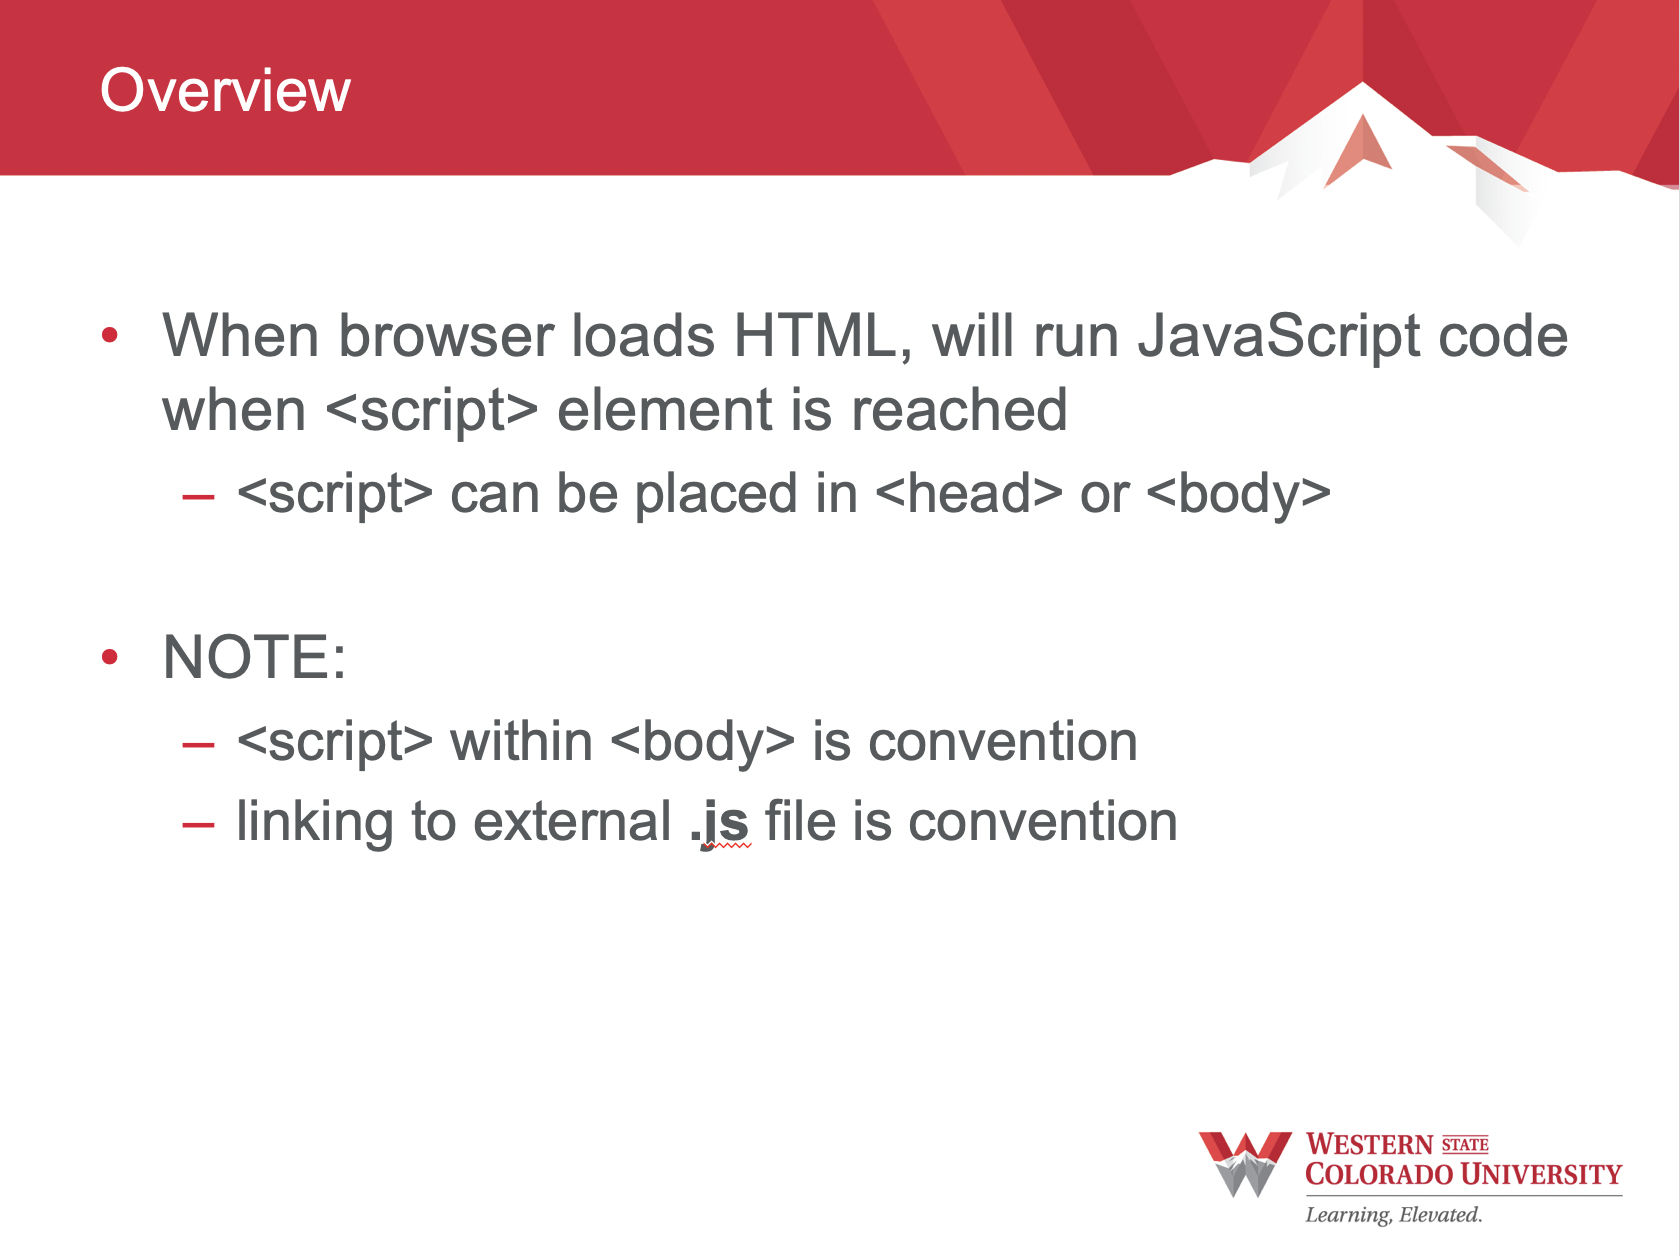 Overview
• When browser loads HTML, will run JavaScript code
when <script> element is reached
– <script> can be placed in <head> or <body>
• NOTE:
– <script> within <body> is convention
– linking to external .js file is convention
WESTERN STATE
COLORADO UNIVERSITY
Learning, Elevated.